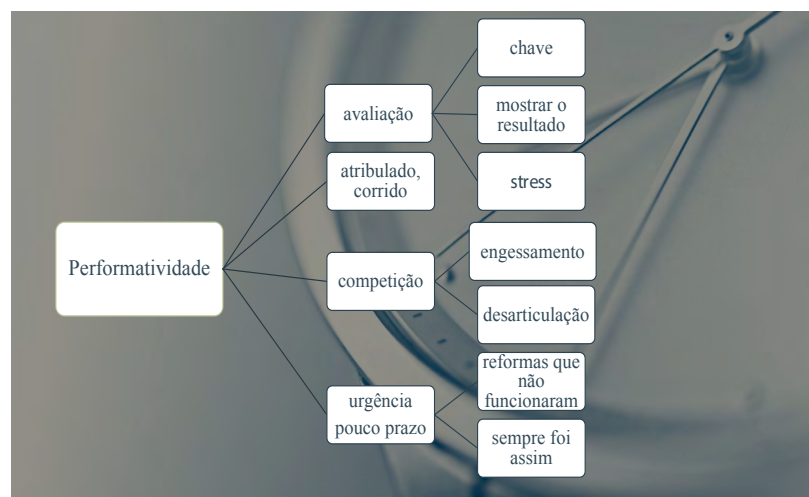 Performatividade
avaliação
chave
mostrar o
resultado
stress
atribulado,
corrido
competição
engessamento
desarticulação
urgência
pouco prazo
reformas que
não
funcionaram
sempre foi
assim